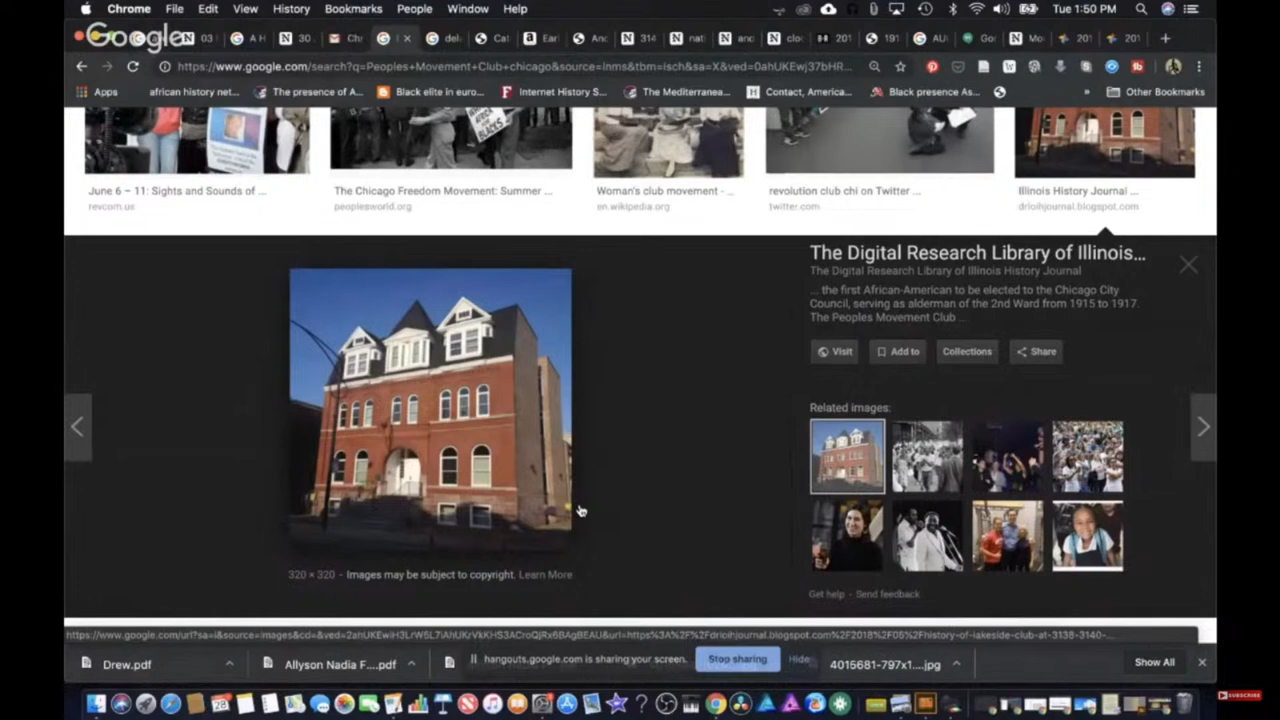 Chrome File Edit View History Bookmarks People Window Help Tue 1:50 PM
Google
https://www.google.com/search?q=Peoples+Movement+Club+chicago&source=lnms&tbm=isch&sa=X&ved=0ahUKEwj37bHR...
Apps african history net... The presence of A... Black elite in euro... Internet History S... The Mediterranea... Contact, America... Black presence As... » Other Bookmarks
June 6 – 11: Sights and Sounds of ...
revcom.us
The Chicago Freedom Movement: Summer ...
peoplesworld.org
Woman's club movement - ...
en.wikipedia.org
revolution club chi on Twitter ...
twitter.com
Illinois History Journal ...
drloihjournal.blogspot.com
The Digital Research Library of Illinois...
The Digital Research Library of Illinois History Journal
... the first African-American to be elected to the Chicago City
Council, serving as alderman of the 2nd Ward from 1915 to 1917.
The Peoples Movement Club ...
Visit Add to Collections Share
Related images:
320 × 320 - Images may be subject to copyright. Learn More
Get help - Send feedback
Drew.pdf
Allyson Nadia F....pdf
hangouts.google.com is sharing your screen. Stop sharing Hide
4015681-797x1....jpg
Show All
SUBSCRIBE